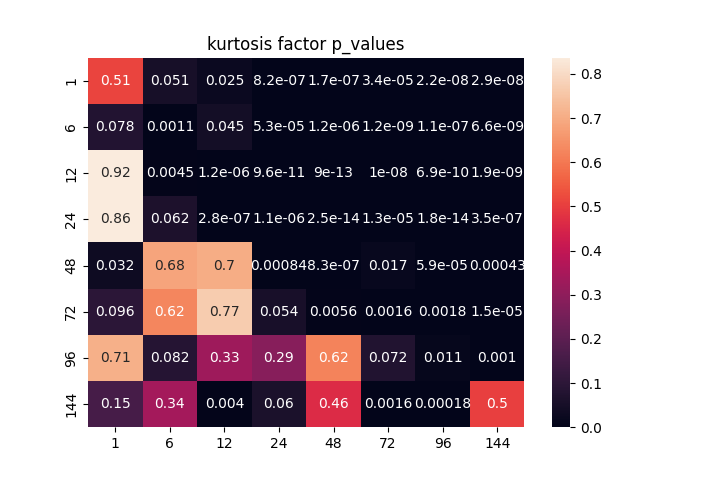 kurtosis factor p_values
1 0.51 0.051 0.025 8.2e-07 1.7e-07 3.4e-05 2.2e-08 2.9e-08
6 0.078 0.0011 0.045 5.3e-05 1.2e-06 1.2e-09 1.1e-07 6.6e-09
12 0.92 0.0045 1.2e-06 9.6e-11 9e-13 1e-08 6.9e-10 1.9e-09
24 0.86 0.062 2.8e-07 1.1e-06 2.5e-14 1.3e-05 1.8e-14 3.5e-07
48 0.032 0.68 0.7 0.00084 8.3e-07 0.017 5.9e-05 0.00043
72 0.096 0.62 0.77 0.054 0.0056 0.0016 0.0018 1.5e-05
96 0.71 0.082 0.33 0.29 0.62 0.072 0.011 0.001
144 0.15 0.34 0.004 0.06 0.46 0.0016 0.00018 0.5
1 6 12 24 48 72 96 144
0.8
0.7
0.6
0.5
0.4
0.3
0.2
0.1
0.0